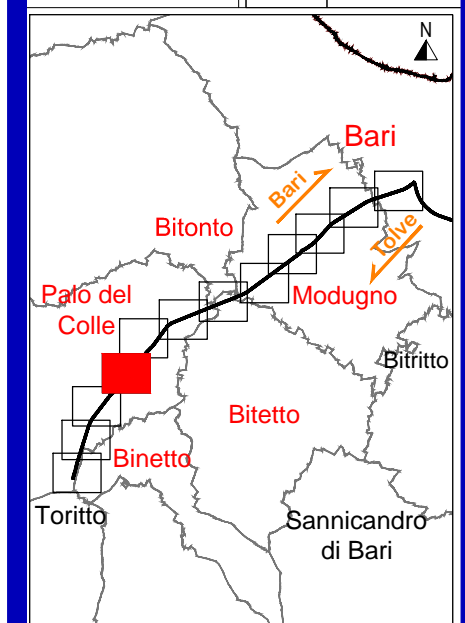 N
Bari
Bari
Bitonto
Tolve
Palo del
Colle
Modugno
Bitritto
Bitetto
Binetto
Toritto
Sannicandro
di Bari